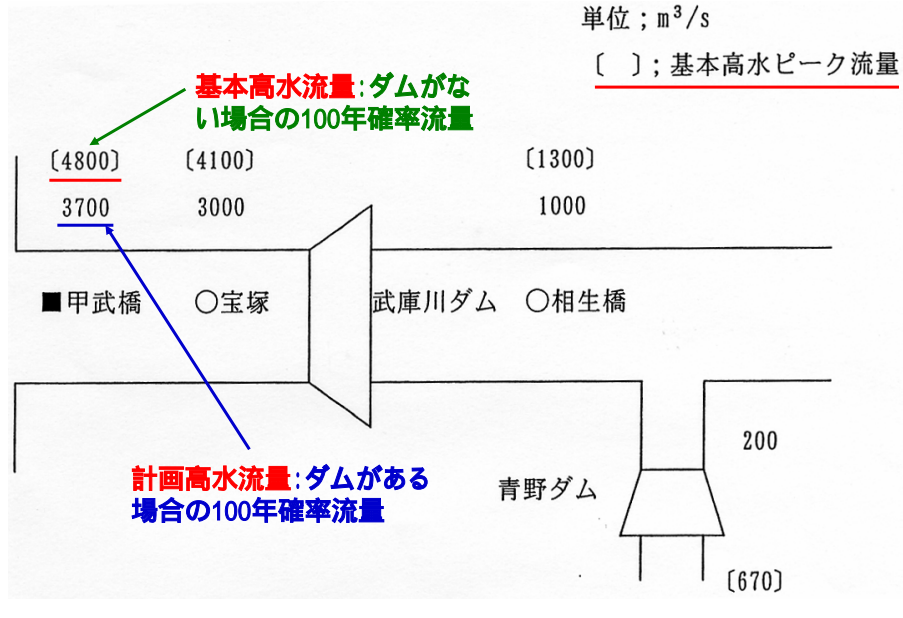 単位；m³/s
〔　〕；基本高水ピーク流量
基本高水流量：ダムがな
い場合の100年確率流量
〔4800〕
〔4100〕
〔1300〕
3700
3000
1000
■甲武橋
○宝塚
武庫川ダム
○相生橋
200
計画高水流量：ダムがある
場合の100年確率流量
青野ダム
〔670〕